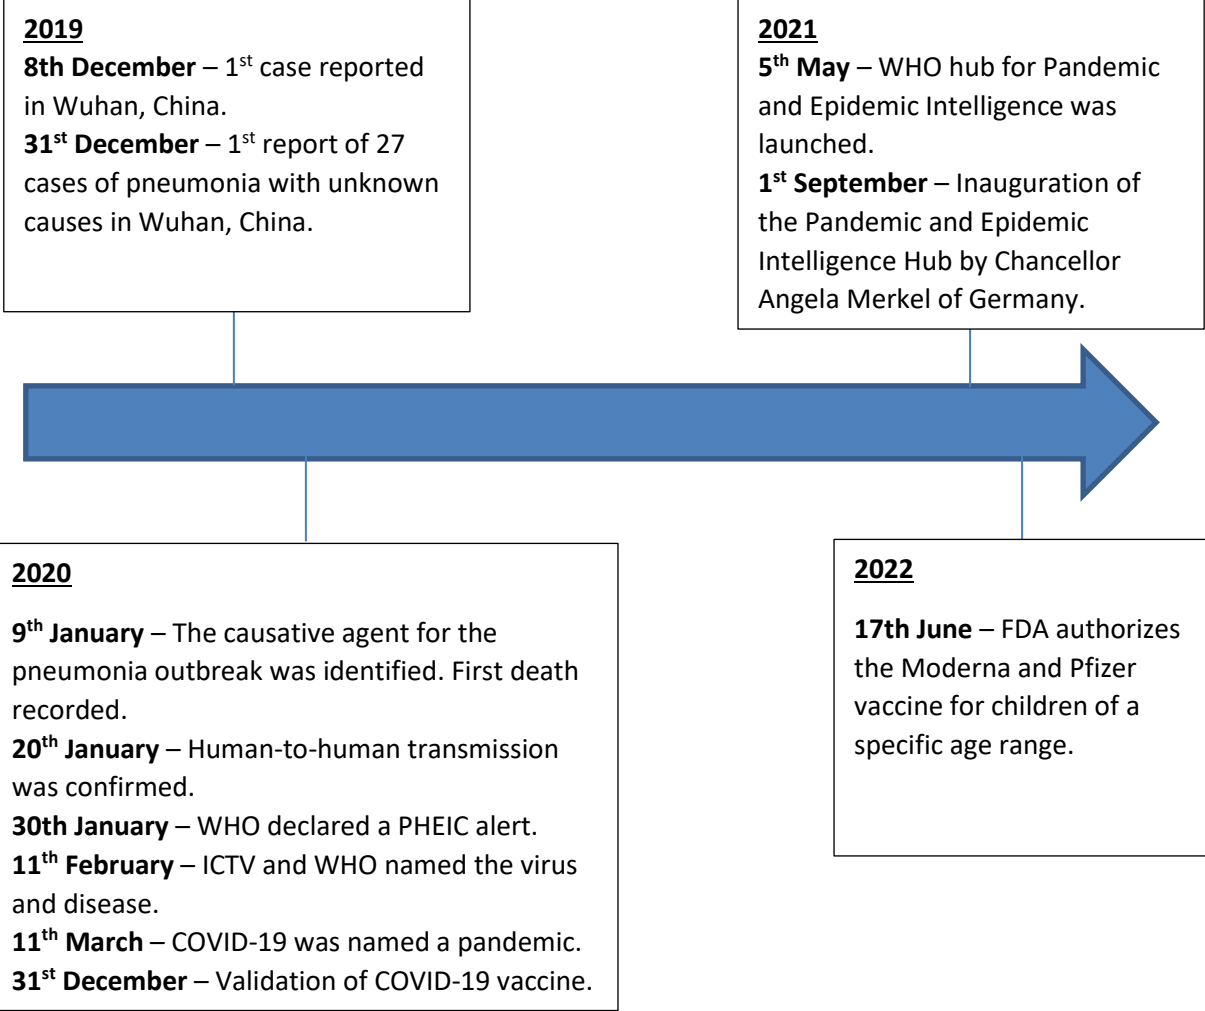 2019
8th December – 1st case reported
in Wuhan, China.
31st December – 1st report of 27
cases of pneumonia with unknown
causes in Wuhan, China.
2021
5th May – WHO hub for Pandemic
and Epidemic Intelligence was
launched.
1st September – Inauguration of
the Pandemic and Epidemic
Intelligence Hub by Chancellor
Angela Merkel of Germany.
2020
9th January – The causative agent for the
pneumonia outbreak was identified. First death
recorded.
20th January – Human-to-human transmission
was confirmed.
30th January – WHO declared a PHEIC alert.
11th February – ICTV and WHO named the virus
and disease.
11th March – COVID-19 was named a pandemic.
31st December – Validation of COVID-19 vaccine.
2022
17th June – FDA authorizes
the Moderna and Pfizer
vaccine for children of a
specific age range.